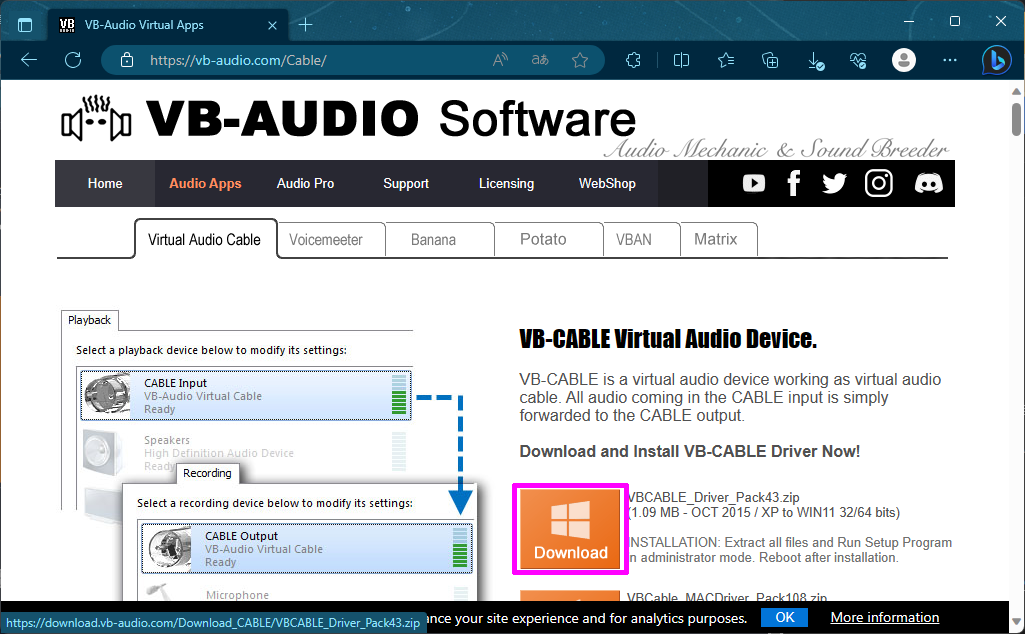 VB-Audio Virtual Apps
https://vb-audio.com/Cable/
VB-AUDIO Software
Audio Mechanic & Sound Breeder
Home Audio Apps Audio Pro Support Licensing WebShop
Virtual Audio Cable Voicemeeter Banana Potato VBAN Matrix
Playback
Select a playback device below to modify its settings:
CABLE Input
VB-Audio Virtual Cable
Ready
Speakers
High Definition Audio Device
Ready
Recording
Select a recording device below to modify its settings:
CABLE Output
VB-Audio Virtual Cable
Ready
Microphone
VB-CABLE Virtual Audio Device.
VB-CABLE is a virtual audio device working as virtual audio
cable. All audio coming in the CABLE input is simply
forwarded to the CABLE output.
Download and Install VB-CABLE Driver Now!
Download
VBCABLE_Driver_Pack43.zip
(1.09 MB - OCT 2015 / XP to WIN11 32/64 bits)
INSTALLATION: Extract all files and Run Setup Program
in administrator mode. Reboot after installation.
VBCable_MACDriver_Pack108.zip
ance your site experience and for analytics purposes. OK More information
https://download.vb-audio.com/Download_CABLE/VBCABLE_Driver_Pack43.zip